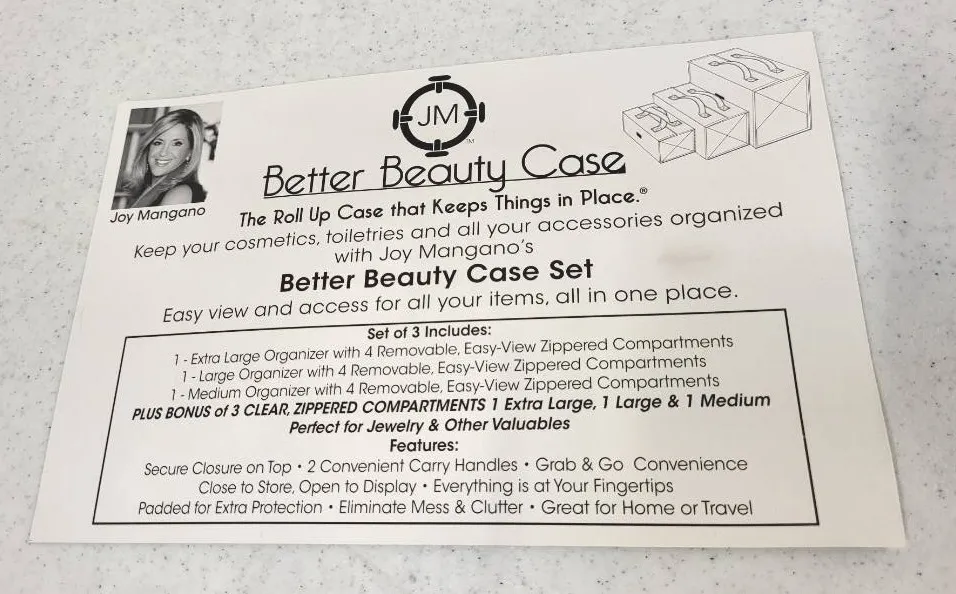 JM
TM
Better Beauty Case
Joy Mangano
The Roll Up Case that Keeps Things in Place.®
Keep your cosmetics, toiletries and all your accessories organized
with Joy Mangano's
Better Beauty Case Set
Easy view and access for all your items, all in one place.
Set of 3 Includes:
1 - Extra Large Organizer with 4 Removable, Easy-View Zippered Compartments
1 - Large Organizer with 4 Removable, Easy-View Zippered Compartments
1 - Medium Organizer with 4 Removable, Easy-View Zippered Compartments
PLUS BONUS of 3 CLEAR, ZIPPERED COMPARTMENTS 1 Extra Large, 1 Large & 1 Medium
Perfect for Jewelry & Other Valuables
Features:
Secure Closure on Top • 2 Convenient Carry Handles • Grab & Go Convenience
Close to Store, Open to Display • Everything is at Your Fingertips
Padded for Extra Protection • Eliminate Mess & Clutter • Great for Home or Travel